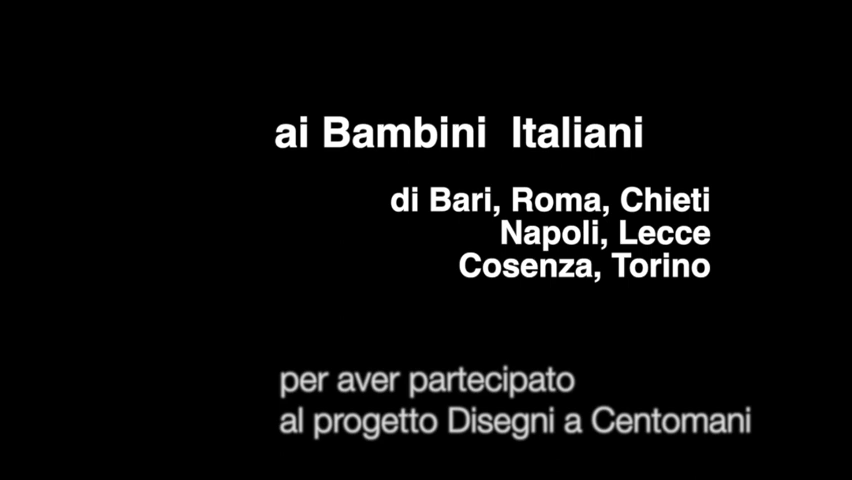 ai Bambini  Italiani
di Bari, Roma, Chieti
Napoli, Lecce
Cosenza, Torino
per aver partecipato
al progetto Disegni a Centomani